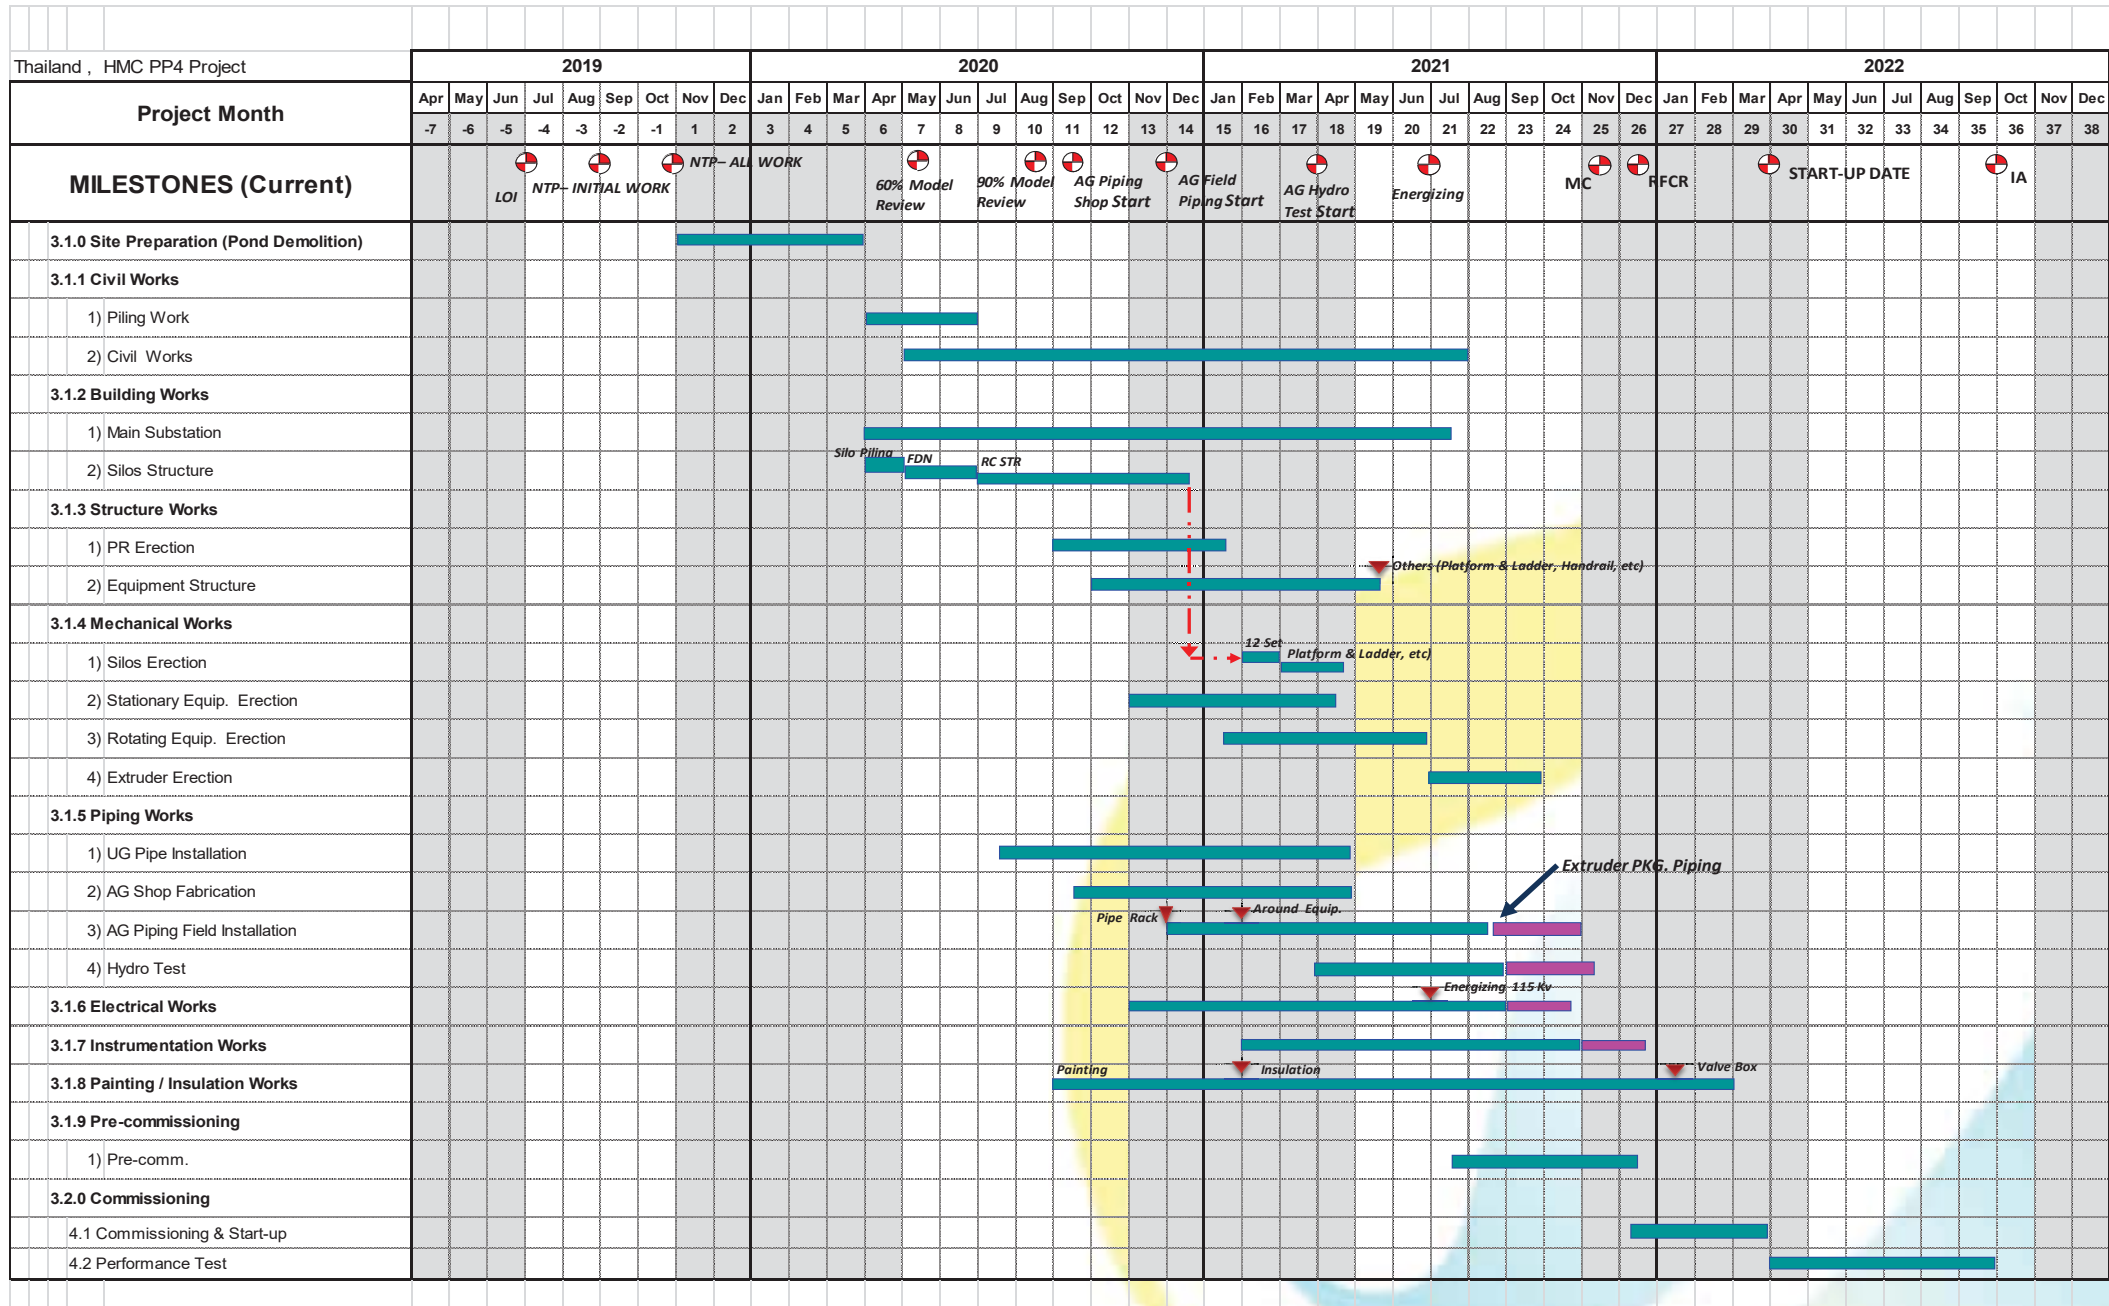 Thailand , HMC PP4 Project
2019 2020 2021 2022
Project Month
Apr May Jun Jul Aug Sep Oct Nov Dec Jan Feb Mar Apr May Jun Jul Aug Sep Oct Nov Dec Jan Feb Mar Apr May Jun Jul Aug Sep Oct Nov Dec Jan Feb Mar Apr May Jun Jul Aug Sep Oct Nov Dec
-7 -6 -5 -4 -3 -2 -1 1 2 3 4 5 6 7 8 9 10 11 12 13 14 15 16 17 18 19 20 21 22 23 24 25 26 27 28 29 30 31 32 33 34 35 36 37 38
MILESTONES (Current)
LOI
NTP– INITIAL WORK
NTP– ALL WORK
60% Model
Review
90% Model
Review
AG Piping
Shop Start
AG Field
Piping Start
AG Hydro
Test Start
Energizing
MC
RFCR
START-UP DATE
IA
3.1.0 Site Preparation (Pond Demolition)
3.1.1 Civil Works
1) Piling Work
2) Civil Works
3.1.2 Building Works
1) Main Substation
2) Silos Structure
Silo Piling
FDN
RC STR
3.1.3 Structure Works
1) PR Erection
2) Equipment Structure
Others (Platform & Ladder, Handrail, etc)
3.1.4 Mechanical Works
1) Silos Erection
12 Set
Platform & Ladder, etc)
2) Stationary Equip. Erection
3) Rotating Equip. Erection
4) Extruder Erection
3.1.5 Piping Works
1) UG Pipe Installation
Extruder PKG. Piping
2) AG Shop Fabrication
3) AG Piping Field Installation
Pipe Rack
Around Equip.
4) Hydro Test
3.1.6 Electrical Works
Energizing 115 Kv
3.1.7 Instrumentation Works
3.1.8 Painting / Insulation Works
Painting
Insulation
Valve Box
3.1.9 Pre-commissioning
1) Pre-comm.
3.2.0 Commissioning
4.1 Commissioning & Start-up
4.2 Performance Test